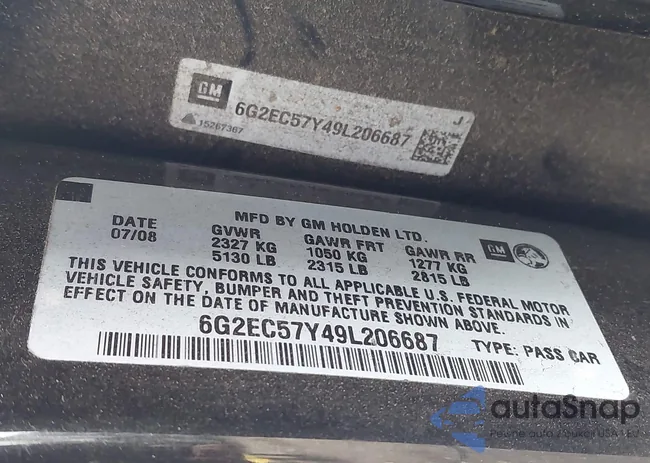 GM
6G2EC57Y49L206687
J
15267367
MFD BY GM HOLDEN LTD.
DATE GVWR GAWR FRT GAWR RR GM
07/08 2327 KG 1050 KG 1277 KG
5130 LB 2315 LB 2815 LB
THIS VEHICLE CONFORMS TO ALL APPLICABLE U.S. FEDERAL MOTOR
VEHICLE SAFETY, BUMPER AND THEFT PREVENTION STANDARDS IN
EFFECT ON THE DATE OF MANUFACTURE SHOWN ABOVE.
6G2EC57Y49L206687
TYPE: PASS CAR
autaSnap